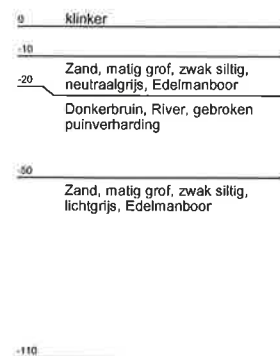 0 klinker
-10
Zand, matig grof, zwak siltig,
neutraalgrijs, Edelmanboor
-20
Donkerbruin, River, gebroken
puinverharding
-50
Zand, matig grof, zwak siltig,
lichtgrijs, Edelmanboor
-110